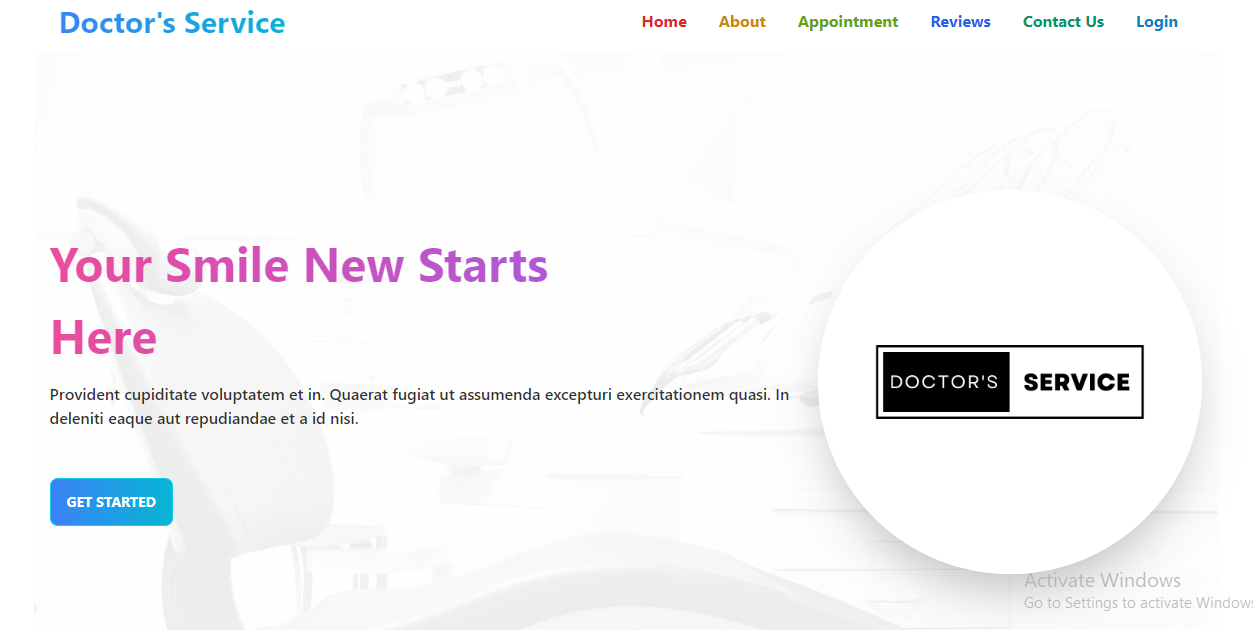 Doctor's Service
Home About Appointment Reviews Contact Us Login
Your Smile New Starts
Here
Provident cupiditate voluptatem et in. Quaerat fugiat ut assumenda excepturi exercitationem quasi. In
deleniti eaque aut repudiandae et a id nisi.
GET STARTED
DOCTOR'S SERVICE
Activate Windows
Go to Settings to activate Windows